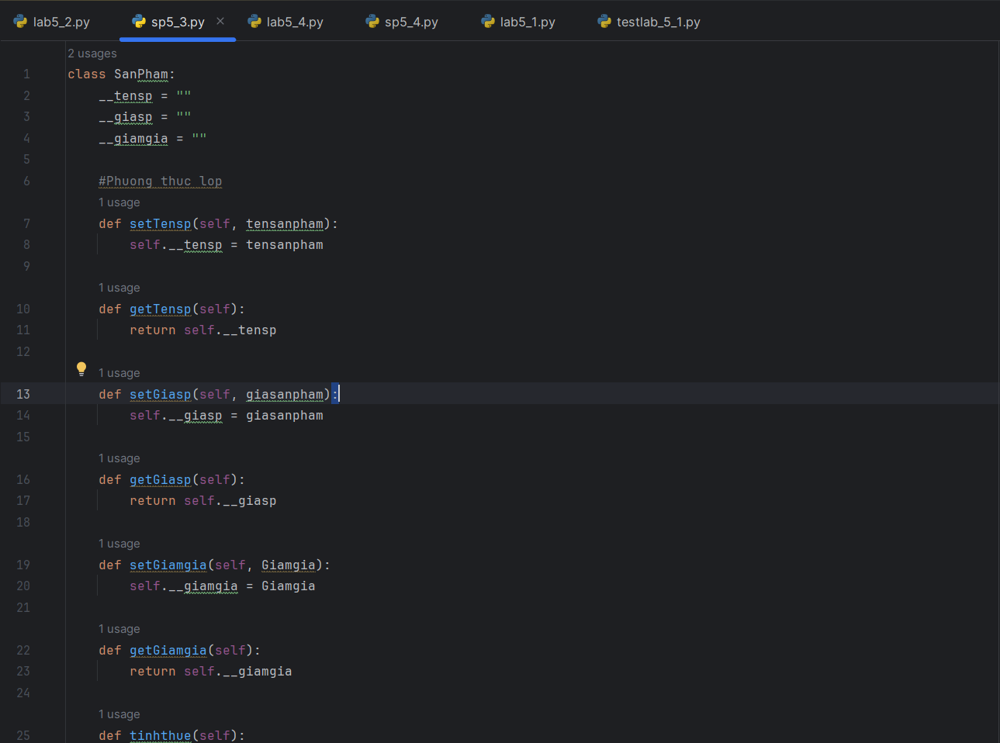 lab5_2.py sp5_3.py lab5_4.py sp5_4.py lab5_1.py testlab_5_1.py
2 usages
1 class SanPham:
2 __tensp = ""
3 __giasp = ""
4 __giamgia = ""
5
6 #Phuong thuc lop
1 usage
7 def setTensp(self, tensanpham):
8 self.__tensp = tensanpham
9
1 usage
10 def getTensp(self):
11 return self.__tensp
12
1 usage
13 def setGiasp(self, giasanpham):
14 self.__giasp = giasanpham
15
1 usage
16 def getGiasp(self):
17 return self.__giasp
18
1 usage
19 def setGiamgia(self, Giamgia):
20 self.__giamgia = Giamgia
21
1 usage
22 def getGiamgia(self):
23 return self.__giamgia
24
1 usage
25 def tinhthue(self):